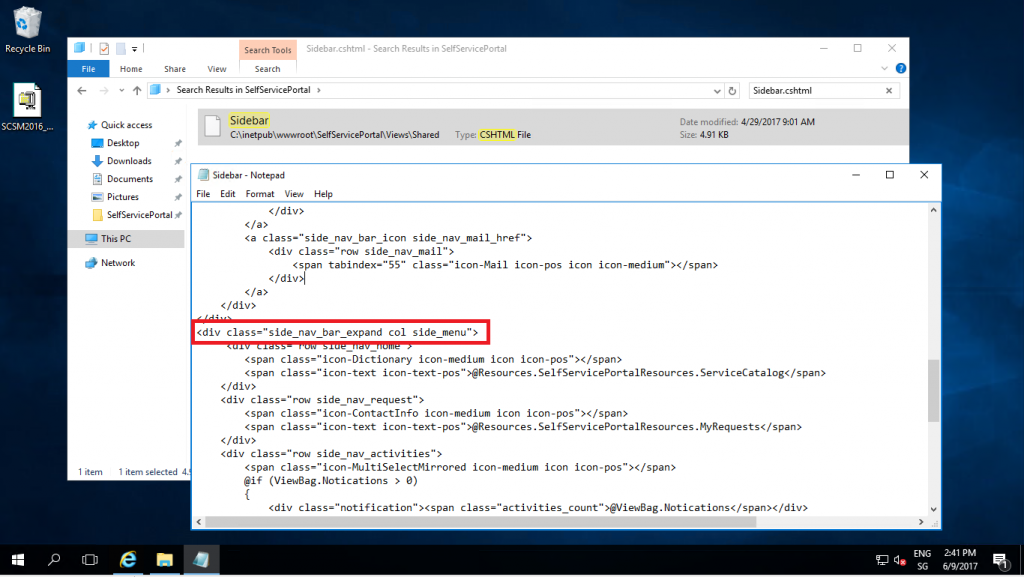 Recycle Bin
SCSM2016_...
Search Tools
Sidebar.cshtml - Search Results in SelfServicePortal
File Home Share View Search
Search Results in SelfServicePortal
Sidebar.cshtml
Quick access
Desktop
Downloads
Documents
Pictures
SelfServicePortal
This PC
Network
Sidebar
C:\inetpub\wwwroot\SelfServicePortal\Views\Shared
Type: CSHTML File
Date modified: 4/29/2017 9:01 AM
Size: 4.91 KB
1 item 1 item selected 4.9
Sidebar - Notepad
File Edit Format View Help
</div>
</a>
<a class="side_nav_bar_icon side_nav_mail_href">
<div class="row side_nav_mail">
<span tabindex="55" class="icon-Mail icon-pos icon icon-medium"></span>
</div>
</a>
</div>
</div>
<div class="side_nav_bar_expand col side_menu">
<div class="row side_nav_home">
<span class="icon-Dictionary icon-medium icon icon-pos"></span>
<span class="icon-text icon-text-pos">@Resources.SelfServicePortalResources.ServiceCatalog</span>
</div>
<div class="row side_nav_request">
<span class="icon-ContactInfo icon-medium icon icon-pos"></span>
<span class="icon-text icon-text-pos">@Resources.SelfServicePortalResources.MyRequests</span>
</div>
<div class="row side_nav_activities">
<span class="icon-MultiSelectMirrored icon-medium icon icon-pos"></span>
@if (ViewBag.Notications > 0)
{
<div class="notification"><span class="activities_count">@ViewBag.Notications</span></div>
ENG
SG
2:41 PM
6/9/2017
1